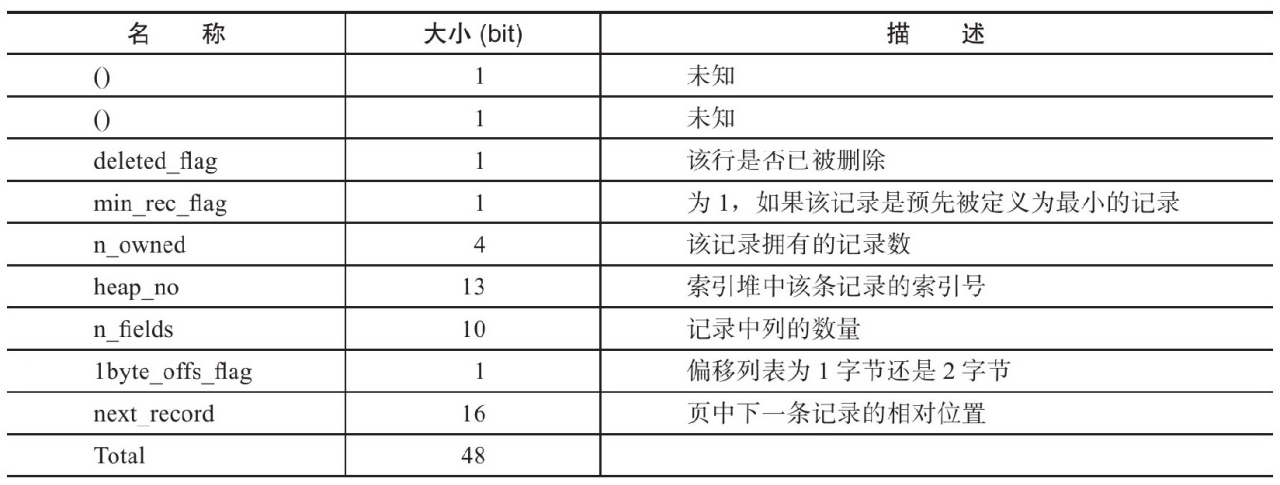 名 称 大小 (bit) 描 述
() 1 未知
() 1 未知
deleted_flag 1 该行是否已被删除
min_rec_flag 1 为 1，如果该记录是预先被定义为最小的记录
n_owned 4 该记录拥有的记录数
heap_no 13 索引堆中该条记录的索引号
n_fields 10 记录中列的数量
1byte_offs_flag 1 偏移列表为 1 字节还是 2 字节
next_record 16 页中下一条记录的相对位置
Total 48